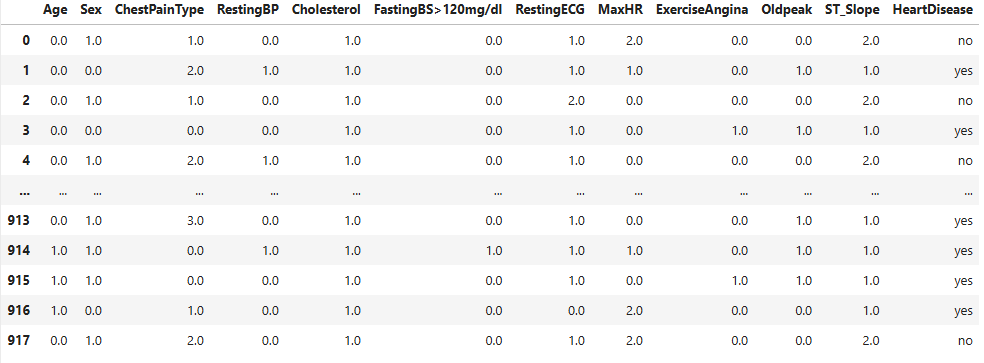 Age Sex ChestPainType RestingBP Cholesterol FastingBS>120mg/dl RestingECG MaxHR ExerciseAngina Oldpeak ST_Slope HeartDisease
0 0.0 1.0 1.0 0.0 1.0 0.0 1.0 2.0 0.0 0.0 2.0 no
1 0.0 0.0 2.0 1.0 1.0 0.0 1.0 1.0 0.0 1.0 1.0 yes
2 0.0 1.0 1.0 0.0 1.0 0.0 2.0 0.0 0.0 0.0 2.0 no
3 0.0 0.0 0.0 0.0 1.0 0.0 1.0 0.0 1.0 1.0 1.0 yes
4 0.0 1.0 2.0 1.0 1.0 0.0 1.0 0.0 0.0 0.0 2.0 no
... ... ... ... ... ... ... ... ... ... ... ... ...
913 0.0 1.0 3.0 0.0 1.0 0.0 1.0 0.0 0.0 1.0 1.0 yes
914 1.0 1.0 0.0 1.0 1.0 1.0 1.0 1.0 0.0 1.0 1.0 yes
915 1.0 1.0 0.0 0.0 1.0 0.0 1.0 0.0 1.0 1.0 1.0 yes
916 1.0 0.0 1.0 0.0 1.0 0.0 0.0 2.0 0.0 0.0 1.0 yes
917 0.0 1.0 2.0 0.0 1.0 0.0 1.0 2.0 0.0 0.0 2.0 no